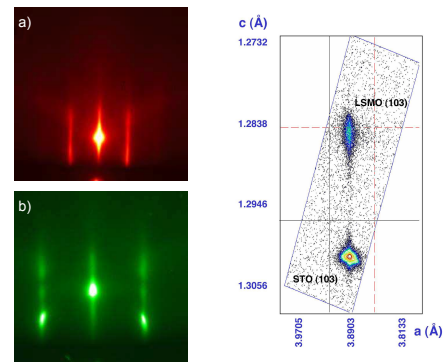 a)
b)
c (Å)
1.2732
1.2838
1.2946
1.3056
LSMO (103)
STO (103)
3.9705
3.8903
3.8133
a (Å)